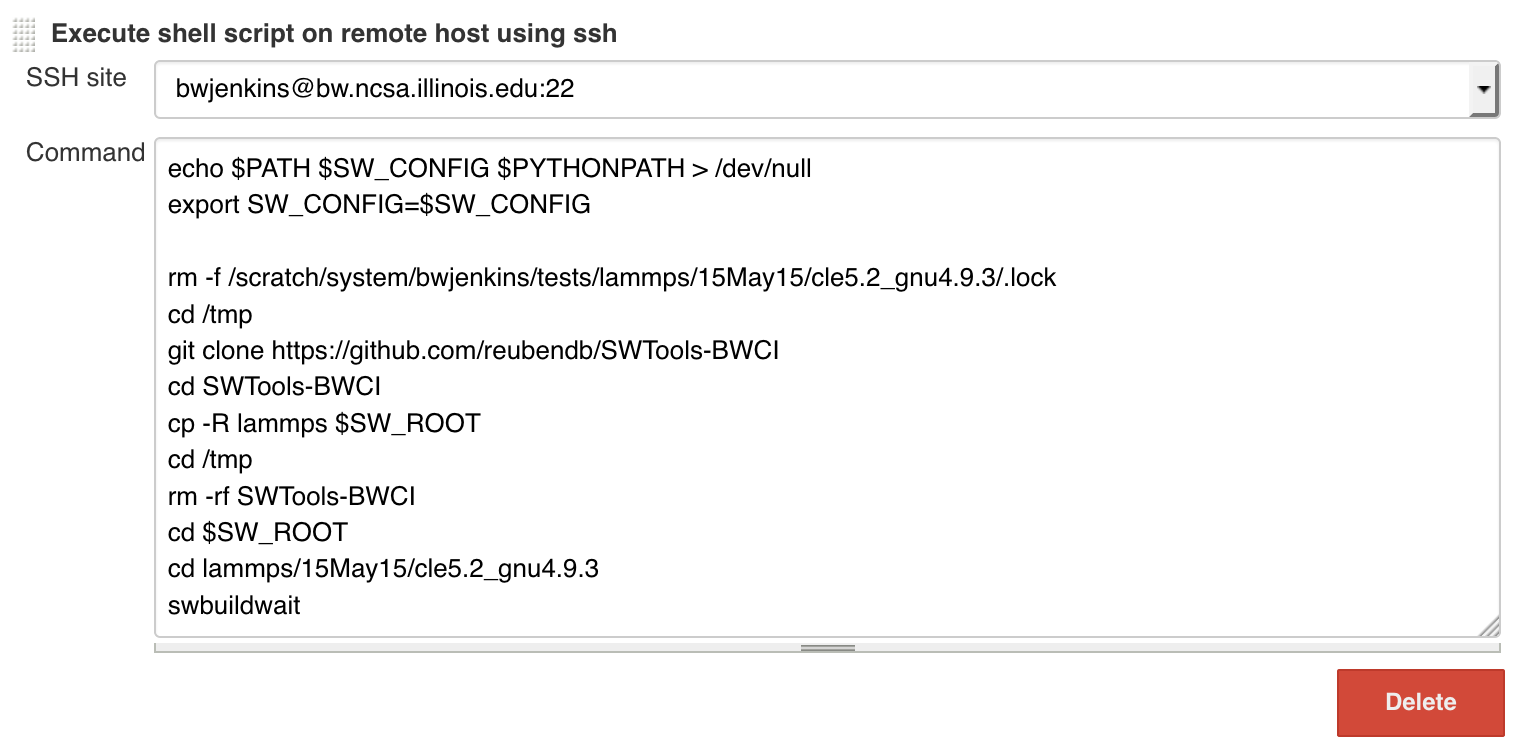 Execute shell script on remote host using ssh
SSH site
bwjenkins@bw.ncsa.illinois.edu:22
Command
echo $PATH $SW_CONFIG $PYTHONPATH > /dev/null
export SW_CONFIG=$SW_CONFIG
rm -f /scratch/system/bwjenkins/tests/lammps/15May15/cle5.2_gnu4.9.3/.lock
cd /tmp
git clone https://github.com/reubendb/SWTools-BWCI
cd SWTools-BWCI
cp -R lammps $SW_ROOT
cd /tmp
rm -rf SWTools-BWCI
cd $SW_ROOT
cd lammps/15May15/cle5.2_gnu4.9.3
swbuildwait
Delete